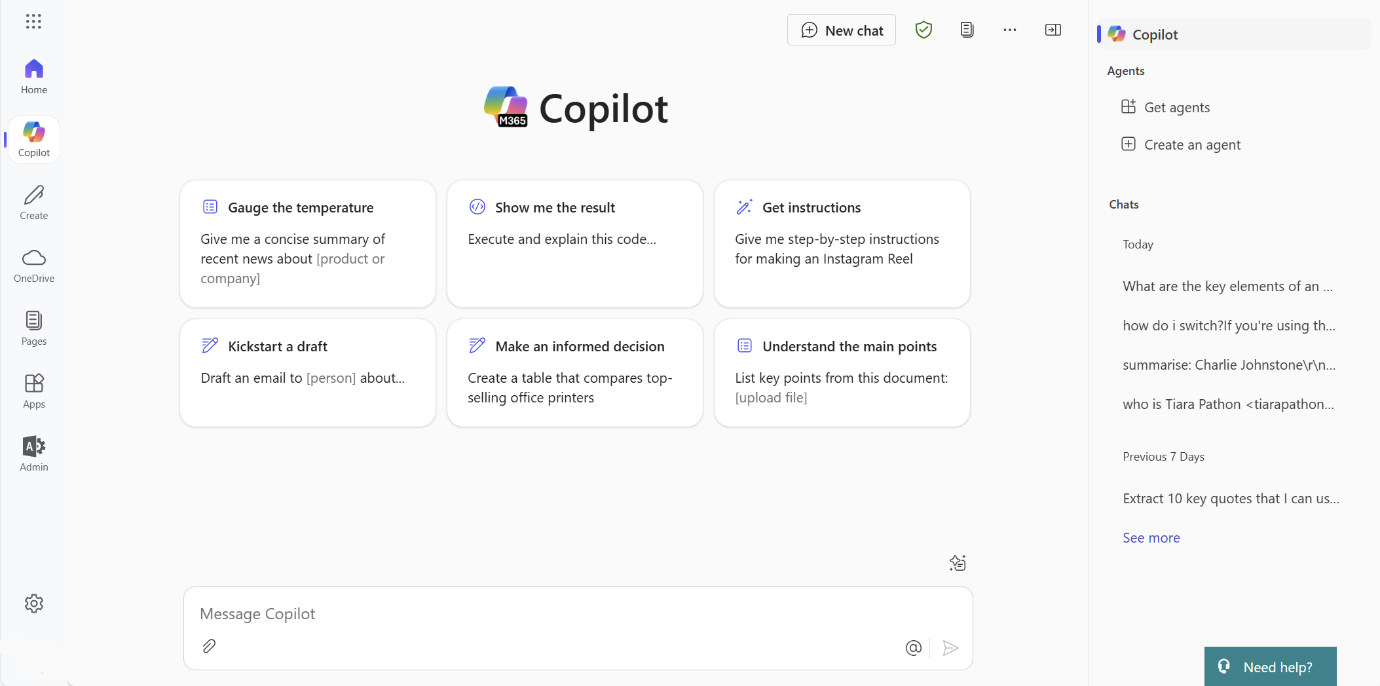 Home
Copilot
Create
OneDrive
Pages
Apps
A
Admin
New chat
M365
Copilot
Gauge the temperature
Give me a concise summary of
recent news about [product or
company]
Show me the result
Execute and explain this code...
Get instructions
Give me step-by-step instructions
for making an Instagram Reel
Kickstart a draft
Draft an email to [person] about...
Make an informed decision
Create a table that compares top-
selling office printers
Understand the main points
List key points from this document:
[upload file]
Message Copilot
@
Copilot
Agents
Get agents
Create an agent
Chats
Today
What are the key elements of an ...
how do i switch?If you're using th...
summarise: Charlie Johnstone\r\n...
who is Tiara Pathon <tiarapathon...
Previous 7 Days
Extract 10 key quotes that I can us...
See more
Need help?